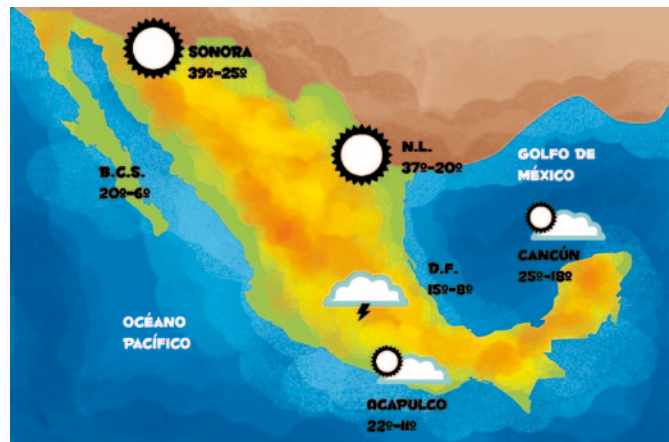 SONORA
39º-25º
N.L.
37º-20º
GOLFO DE
MÉXICO
B.C.S.
20º-6º
CANCÚN
25º-18º
D.F.
15º-8º
OCÉANO
PACÍFICO
ACAPULCO
22º-11º